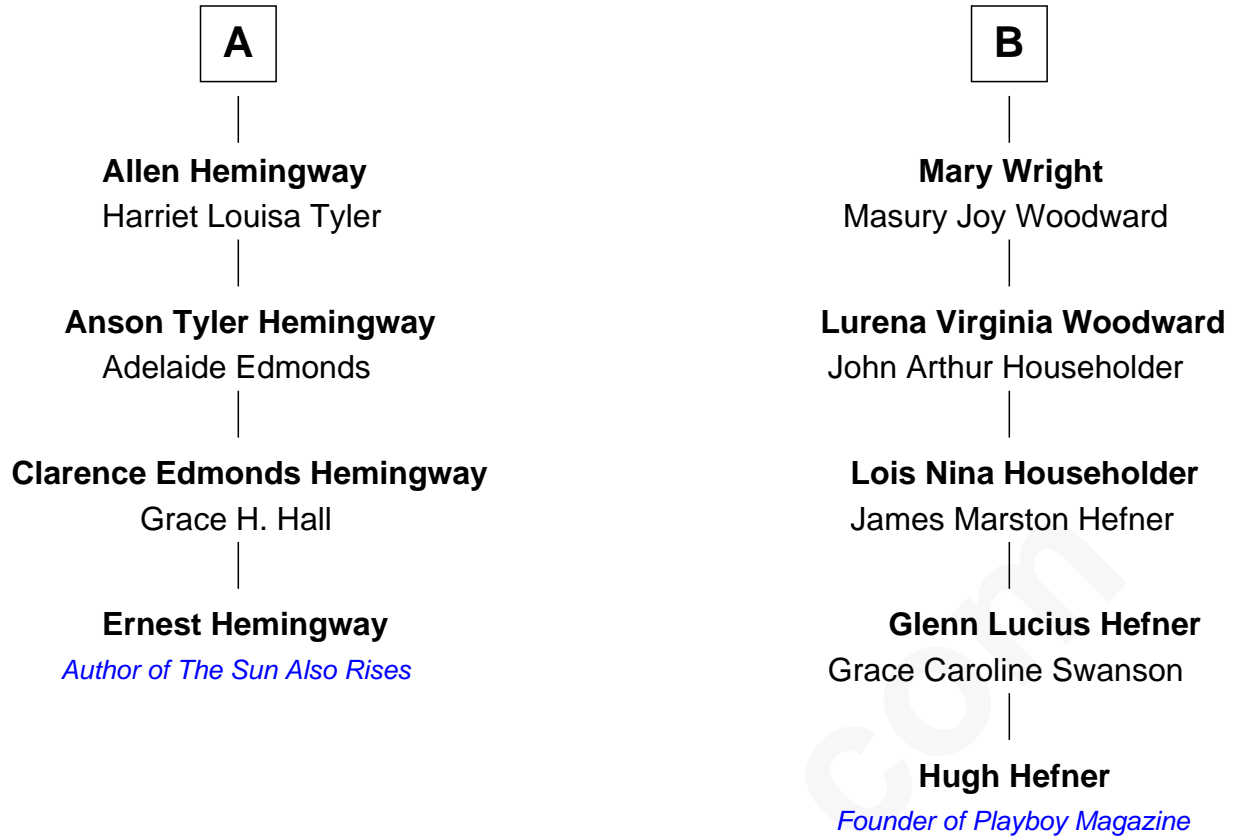 A
Allen Hemingway
Harriet Louisa Tyler
Anson Tyler Hemingway
Adelaide Edmonds
Clarence Edmonds Hemingway
Grace H. Hall
Ernest Hemingway
Author of The Sun Also Rises
B
Mary Wright
Masury Joy Woodward
Lurena Virginia Woodward
John Arthur Householder
Lois Nina Householder
James Marston Hefner
Glenn Lucius Hefner
Grace Caroline Swanson
Hugh Hefner
Founder of Playboy Magazine
com